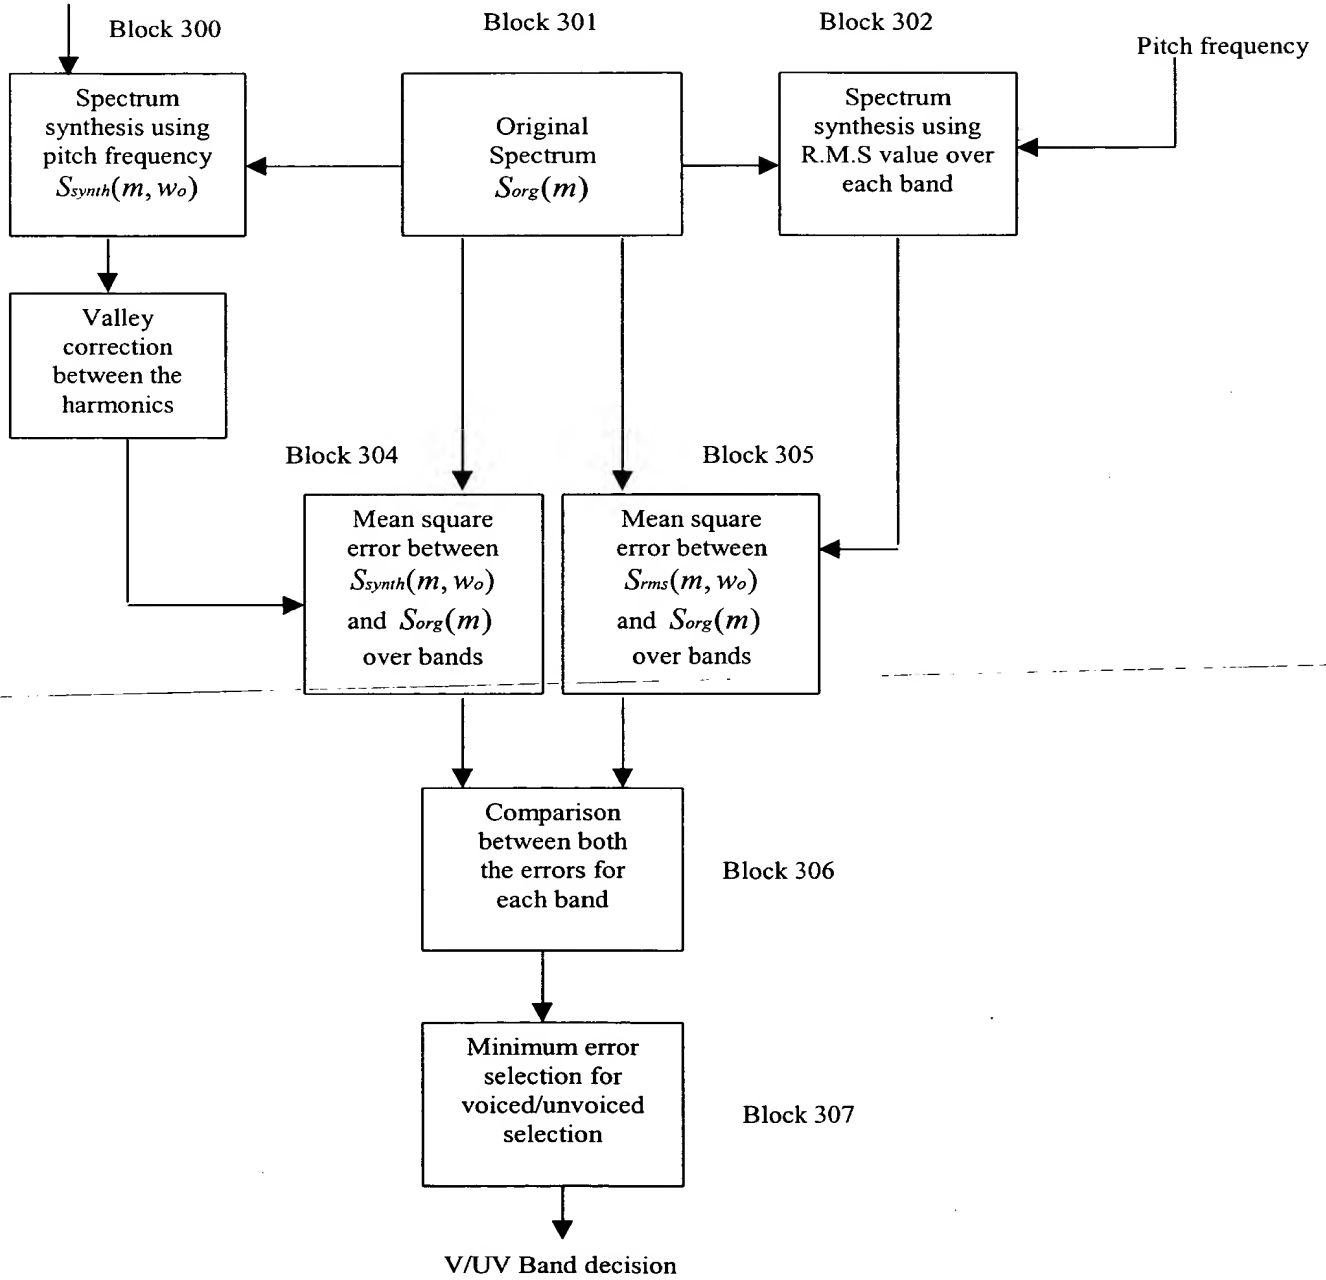 Block 300
Block 301
Block 302
Pitch frequency
Spectrum
synthesis using
pitch frequency
Ssynth(m, wo)
Original
Spectrum
Sorg(m)
Spectrum
synthesis using
R.M.S value over
each band
Valley
correction
between the
harmonics
Block 304
Block 305
Mean square
error between
Ssynth(m, wo)
and Sorg(m)
over bands
Mean square
error between
Srms(m, wo)
and Sorg(m)
over bands
Comparison
between both
the errors for
each band
Block 306
Minimum error
selection for
voiced/unvoiced
selection
Block 307
V/UV Band decision